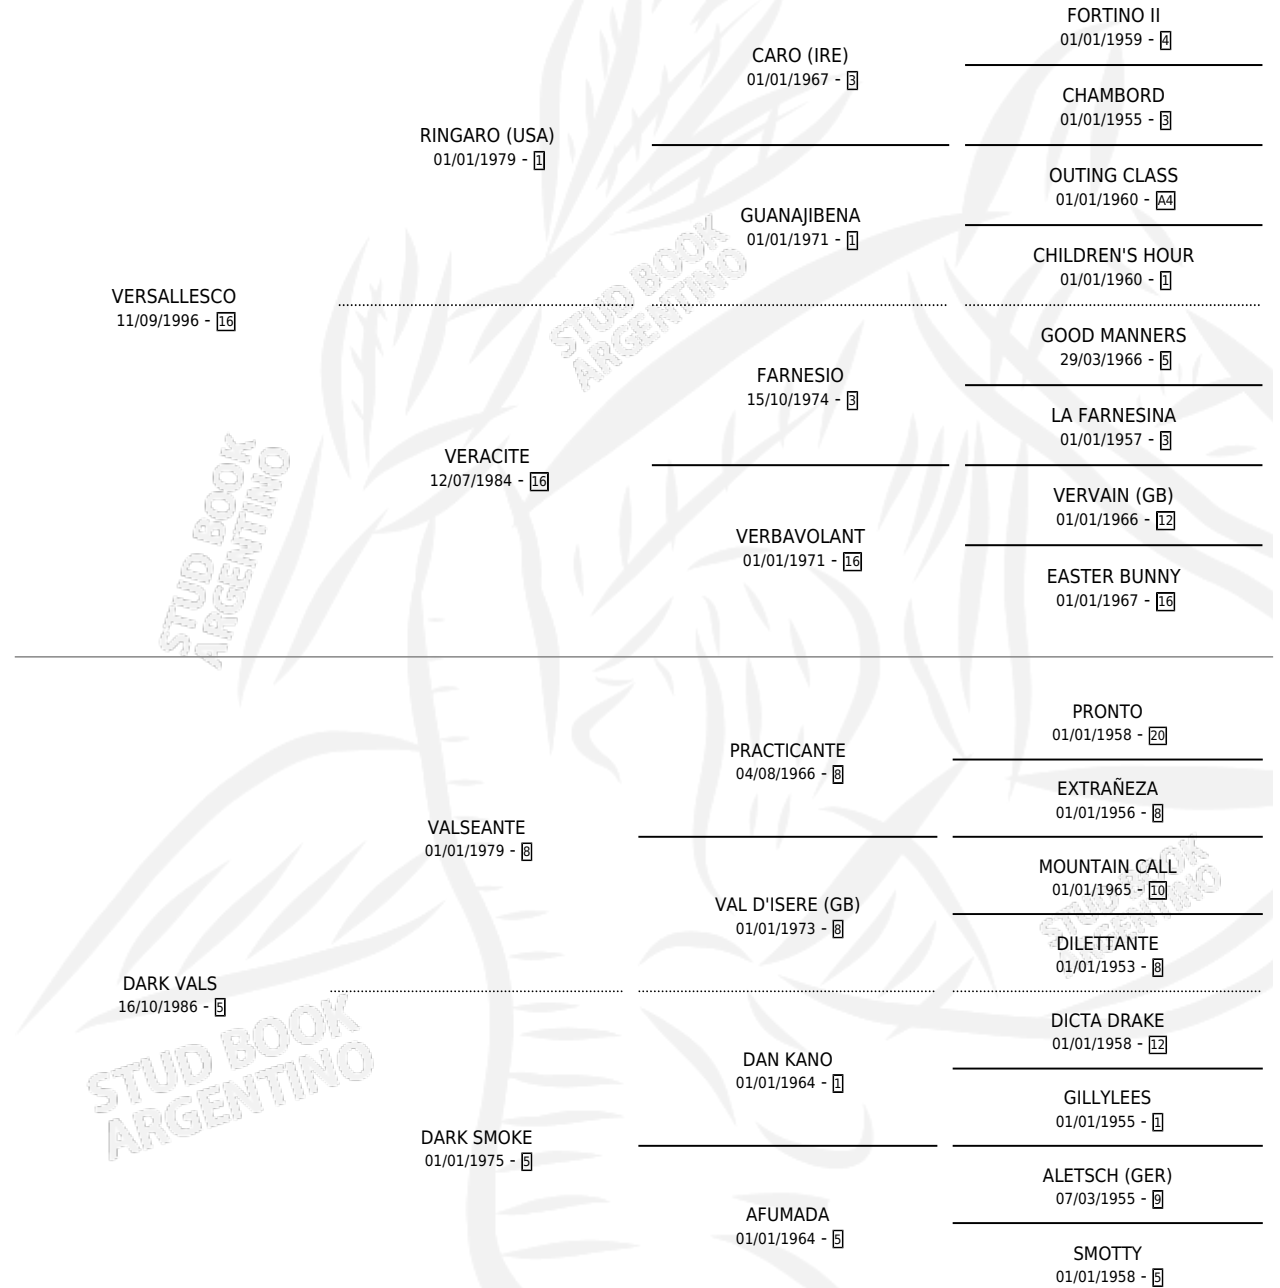 FORTINO II
01/01/1959 - 4
CARO (IRE)
01/01/1967 - 3
CHAMBORD
01/01/1955 - 3
RINGARO (USA)
01/01/1979 - 1
OUTING CLASS
01/01/1960 - A4
GUANAJIBENA
01/01/1971 - 1
CHILDREN'S HOUR
01/01/1960 - 1
VERSALLESCO
11/09/1996 - 16
GOOD MANNERS
29/03/1966 - 5
FARNESIO
15/10/1974 - 3
LA FARNESINA
01/01/1957 - 3
VERACITE
12/07/1984 - 16
VERVAIN (GB)
01/01/1966 - 12
VERBAVOLANT
01/01/1971 - 16
EASTER BUNNY
01/01/1967 - 16
PRONTO
01/01/1958 - 20
PRACTICANTE
04/08/1966 - 8
EXTRAÑEZA
01/01/1956 - 8
VALSEANTE
01/01/1979 - 8
MOUNTAIN CALL
01/01/1965 - 10
VAL D'ISERE (GB)
01/01/1973 - 8
DILETTANTE
01/01/1953 - 8
DARK VALS
16/10/1986 - 5
DICTA DRAKE
01/01/1958 - 12
DAN KANO
01/01/1964 - 1
GILLYLEES
01/01/1955 - 1
DARK SMOKE
01/01/1975 - 5
ALETSCH (GER)
07/03/1955 - 9
AFUMADA
01/01/1964 - 5
SMOTTY
01/01/1958 - 5
STUD BOOK
ARGENTINO
STUD BOOK
ARGENTINO
STUD BOOK
ARGENTINO
STUD BOOK
ARGENTINO